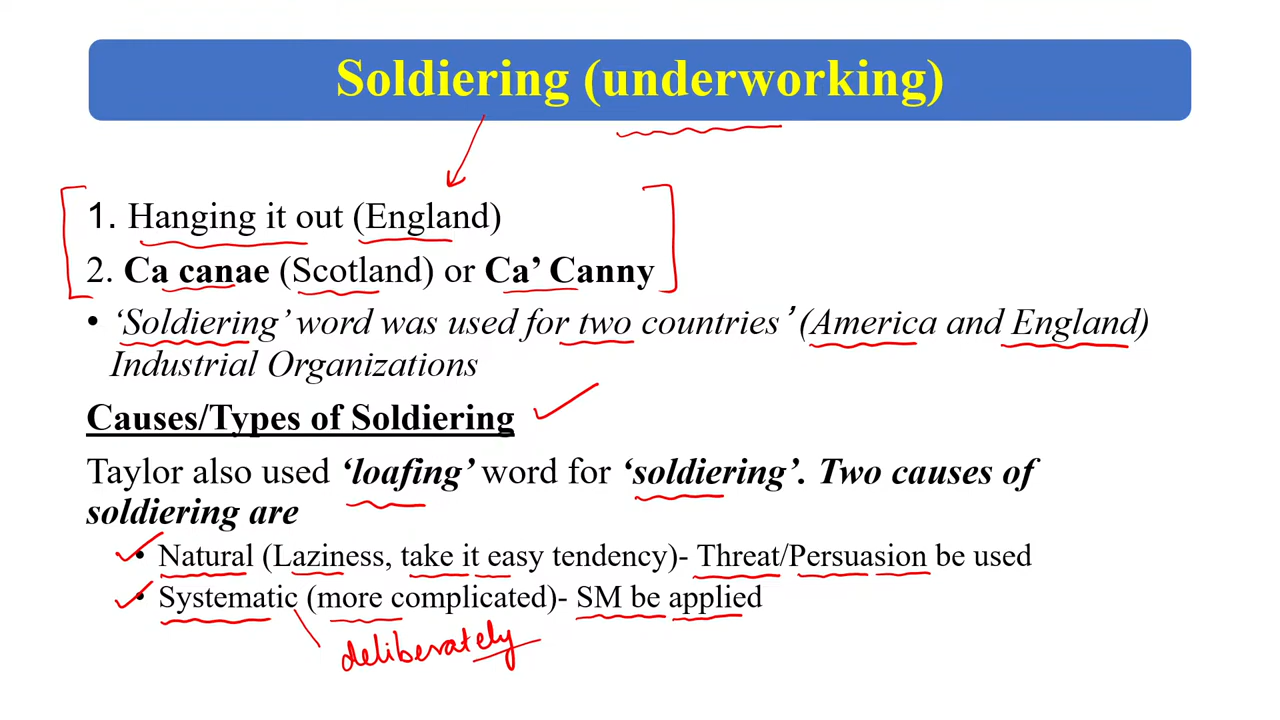 Soldiering (underworking)
1. Hanging it out (England)
2. Ca canae (Scotland) or Ca’ Canny
• ‘Soldiering’ word was used for two countries’ (America and England)
Industrial Organizations
Causes/Types of Soldiering
Taylor also used ‘loafing’ word for ‘soldiering’. Two causes of
soldiering are
• Natural (Laziness, take it easy tendency)- Threat/Persuasion be used
• Systematic (more complicated)- SM be applied
deliberately